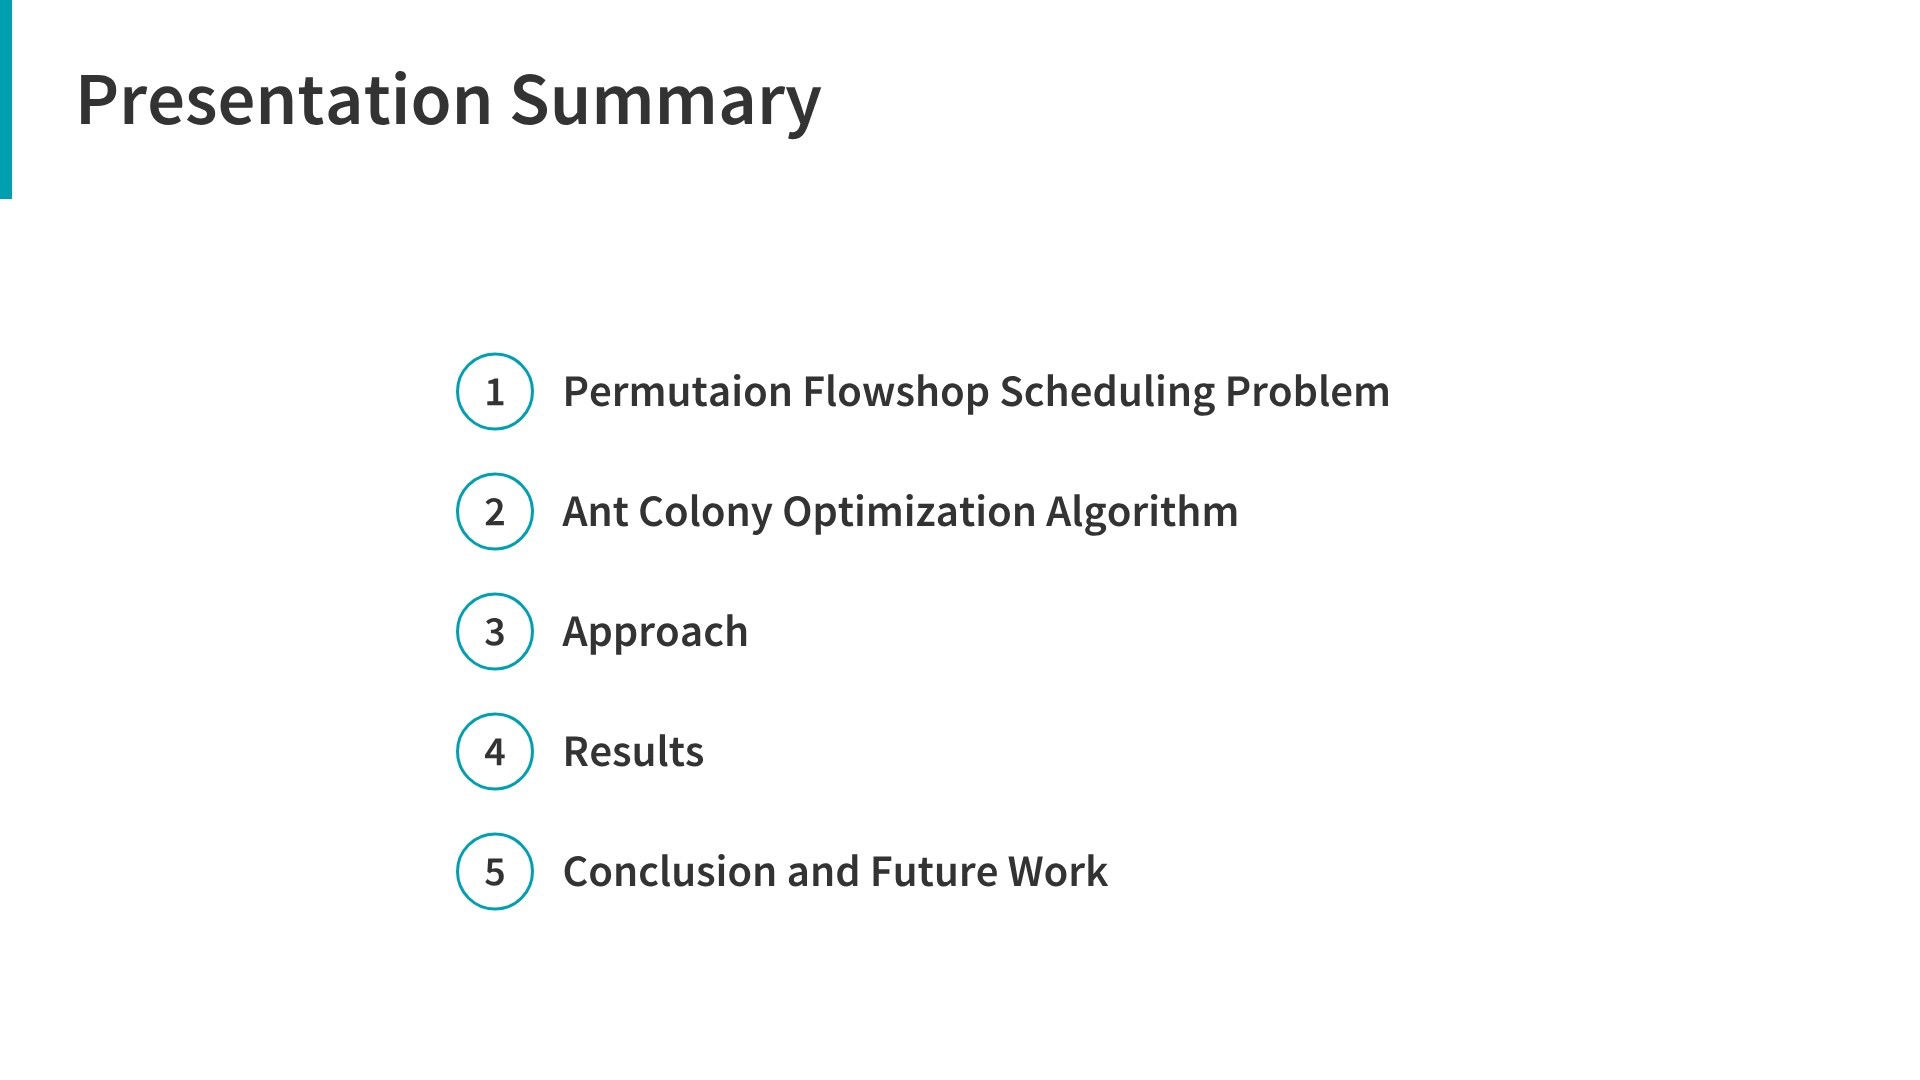 Presentation Summary
1 Permutaion Flowshop Scheduling Problem
2 Ant Colony Optimization Algorithm
3 Approach
4 Results
5 Conclusion and Future Work